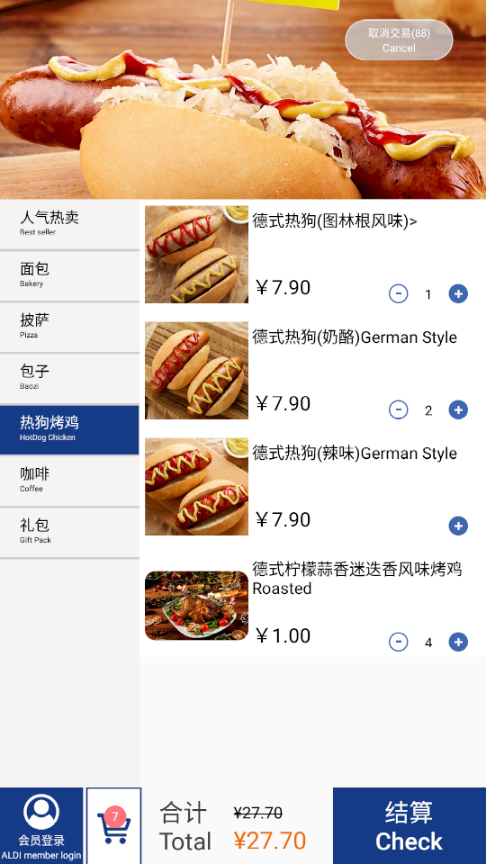 取消交易(88)
Cancel
人气热卖
Best seller
面包
Bakery
披萨
Pizza
包子
Baozi
热狗烤鸡
HotDog Chicken
咖啡
Coffee
礼包
Gift Pack
德式热狗(图林根风味)>
￥7.90
1
德式热狗(奶酪)German Style
￥7.90
2
德式热狗(辣味)German Style
￥7.90
德式柠檬蒜香迷迭香风味烤鸡
Roasted
￥1.00
4
会员登录
ALDI member login
7
合计 ¥27.70
Total ¥27.70
结算
Check